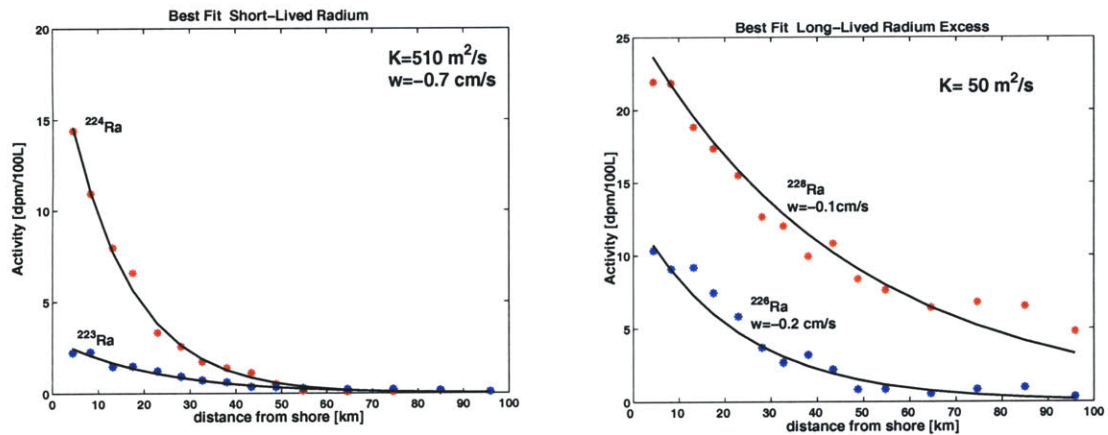 Best Fit Short-Lived Radium
20
15
10
5
0
0 10 20 30 40 50 60 70 80 90 100
Activity [dpm/100L]
distance from shore [km]
K=510 m²/s
w=-0.7 cm/s
²²⁴Ra
²²³Ra
Best Fit Long-Lived Radium Excess
25
20
15
10
5
0
0 10 20 30 40 50 60 70 80 90 100
Activity [dpm/100L]
distance from shore [km]
K= 50 m²/s
²²⁸Ra
w=-0.1cm/s
²²⁶Ra
w=-0.2 cm/s